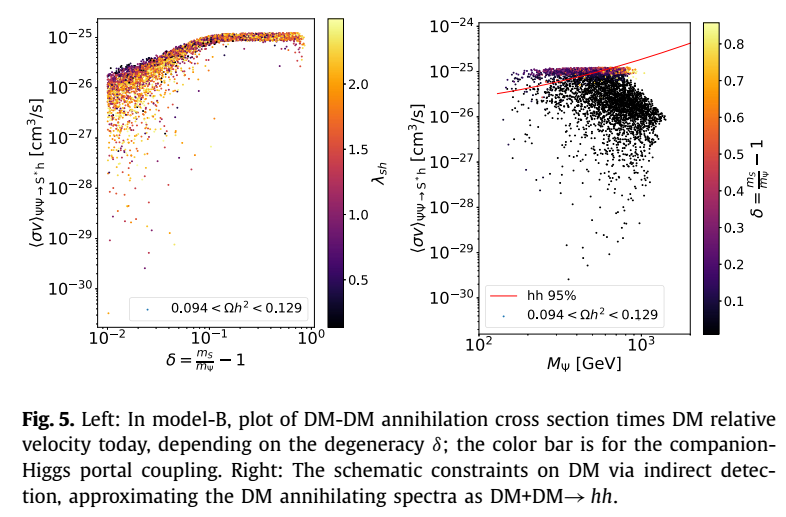 10⁻²⁵
10⁻²⁶
10⁻²⁷
10⁻²⁸
10⁻²⁹
10⁻³⁰
⟨σv⟩ΨΨ→S*h [cm³/s]
0.094 < Ωh² < 0.129
10⁻² 10⁻¹ 10⁰
δ = mS/mΨ − 1
2.0
1.5
1.0
0.5
λsh
10⁻²⁴
10⁻²⁵
10⁻²⁶
10⁻²⁷
10⁻²⁸
10⁻²⁹
10⁻³⁰
⟨σv⟩ΨΨ→S*h [cm³/s]
hh 95%
0.094 < Ωh² < 0.129
10² 10³
MΨ [GeV]
0.8
0.7
0.6
0.5
0.4
0.3
0.2
0.1
δ = mS/mΨ − 1
Fig. 5. Left: In model-B, plot of DM-DM annihilation cross section times DM relative
velocity today, depending on the degeneracy δ; the color bar is for the companion-
Higgs portal coupling. Right: The schematic constraints on DM via indirect detec-
tion, approximating the DM annihilating spectra as DM+DM→ hh.